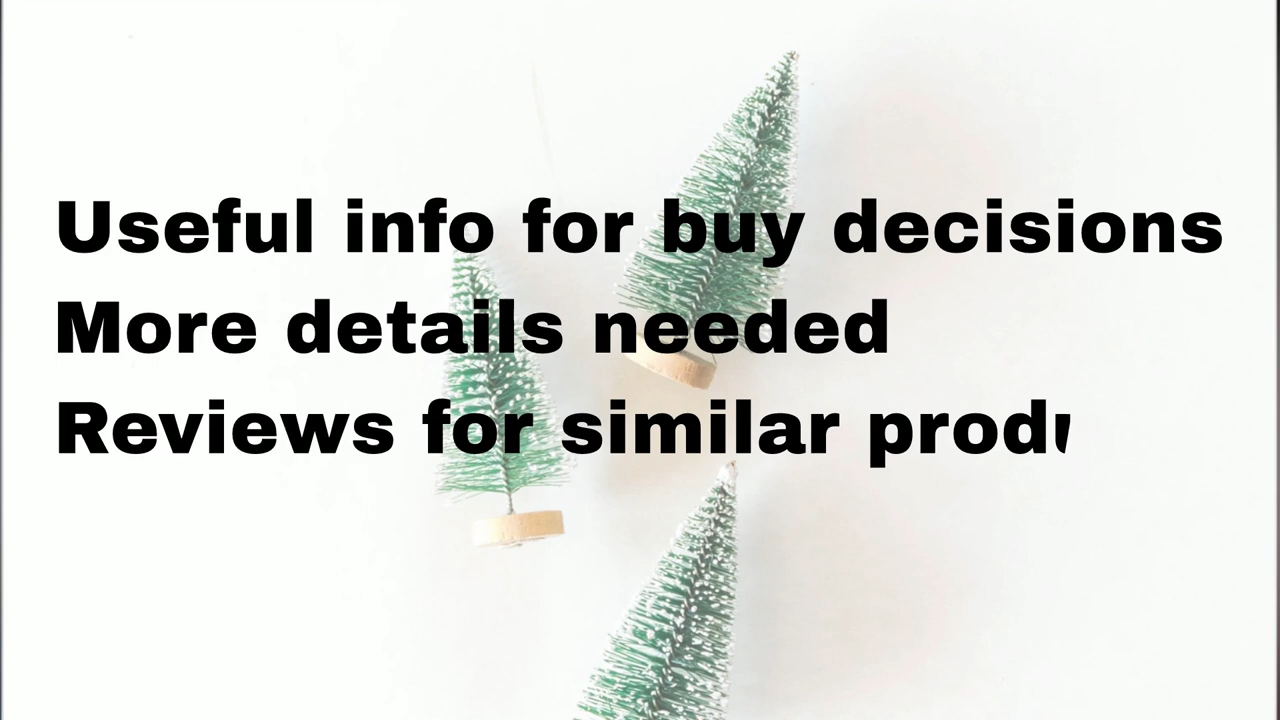 Useful info for buy decisions
More details needed
Reviews for similar prod